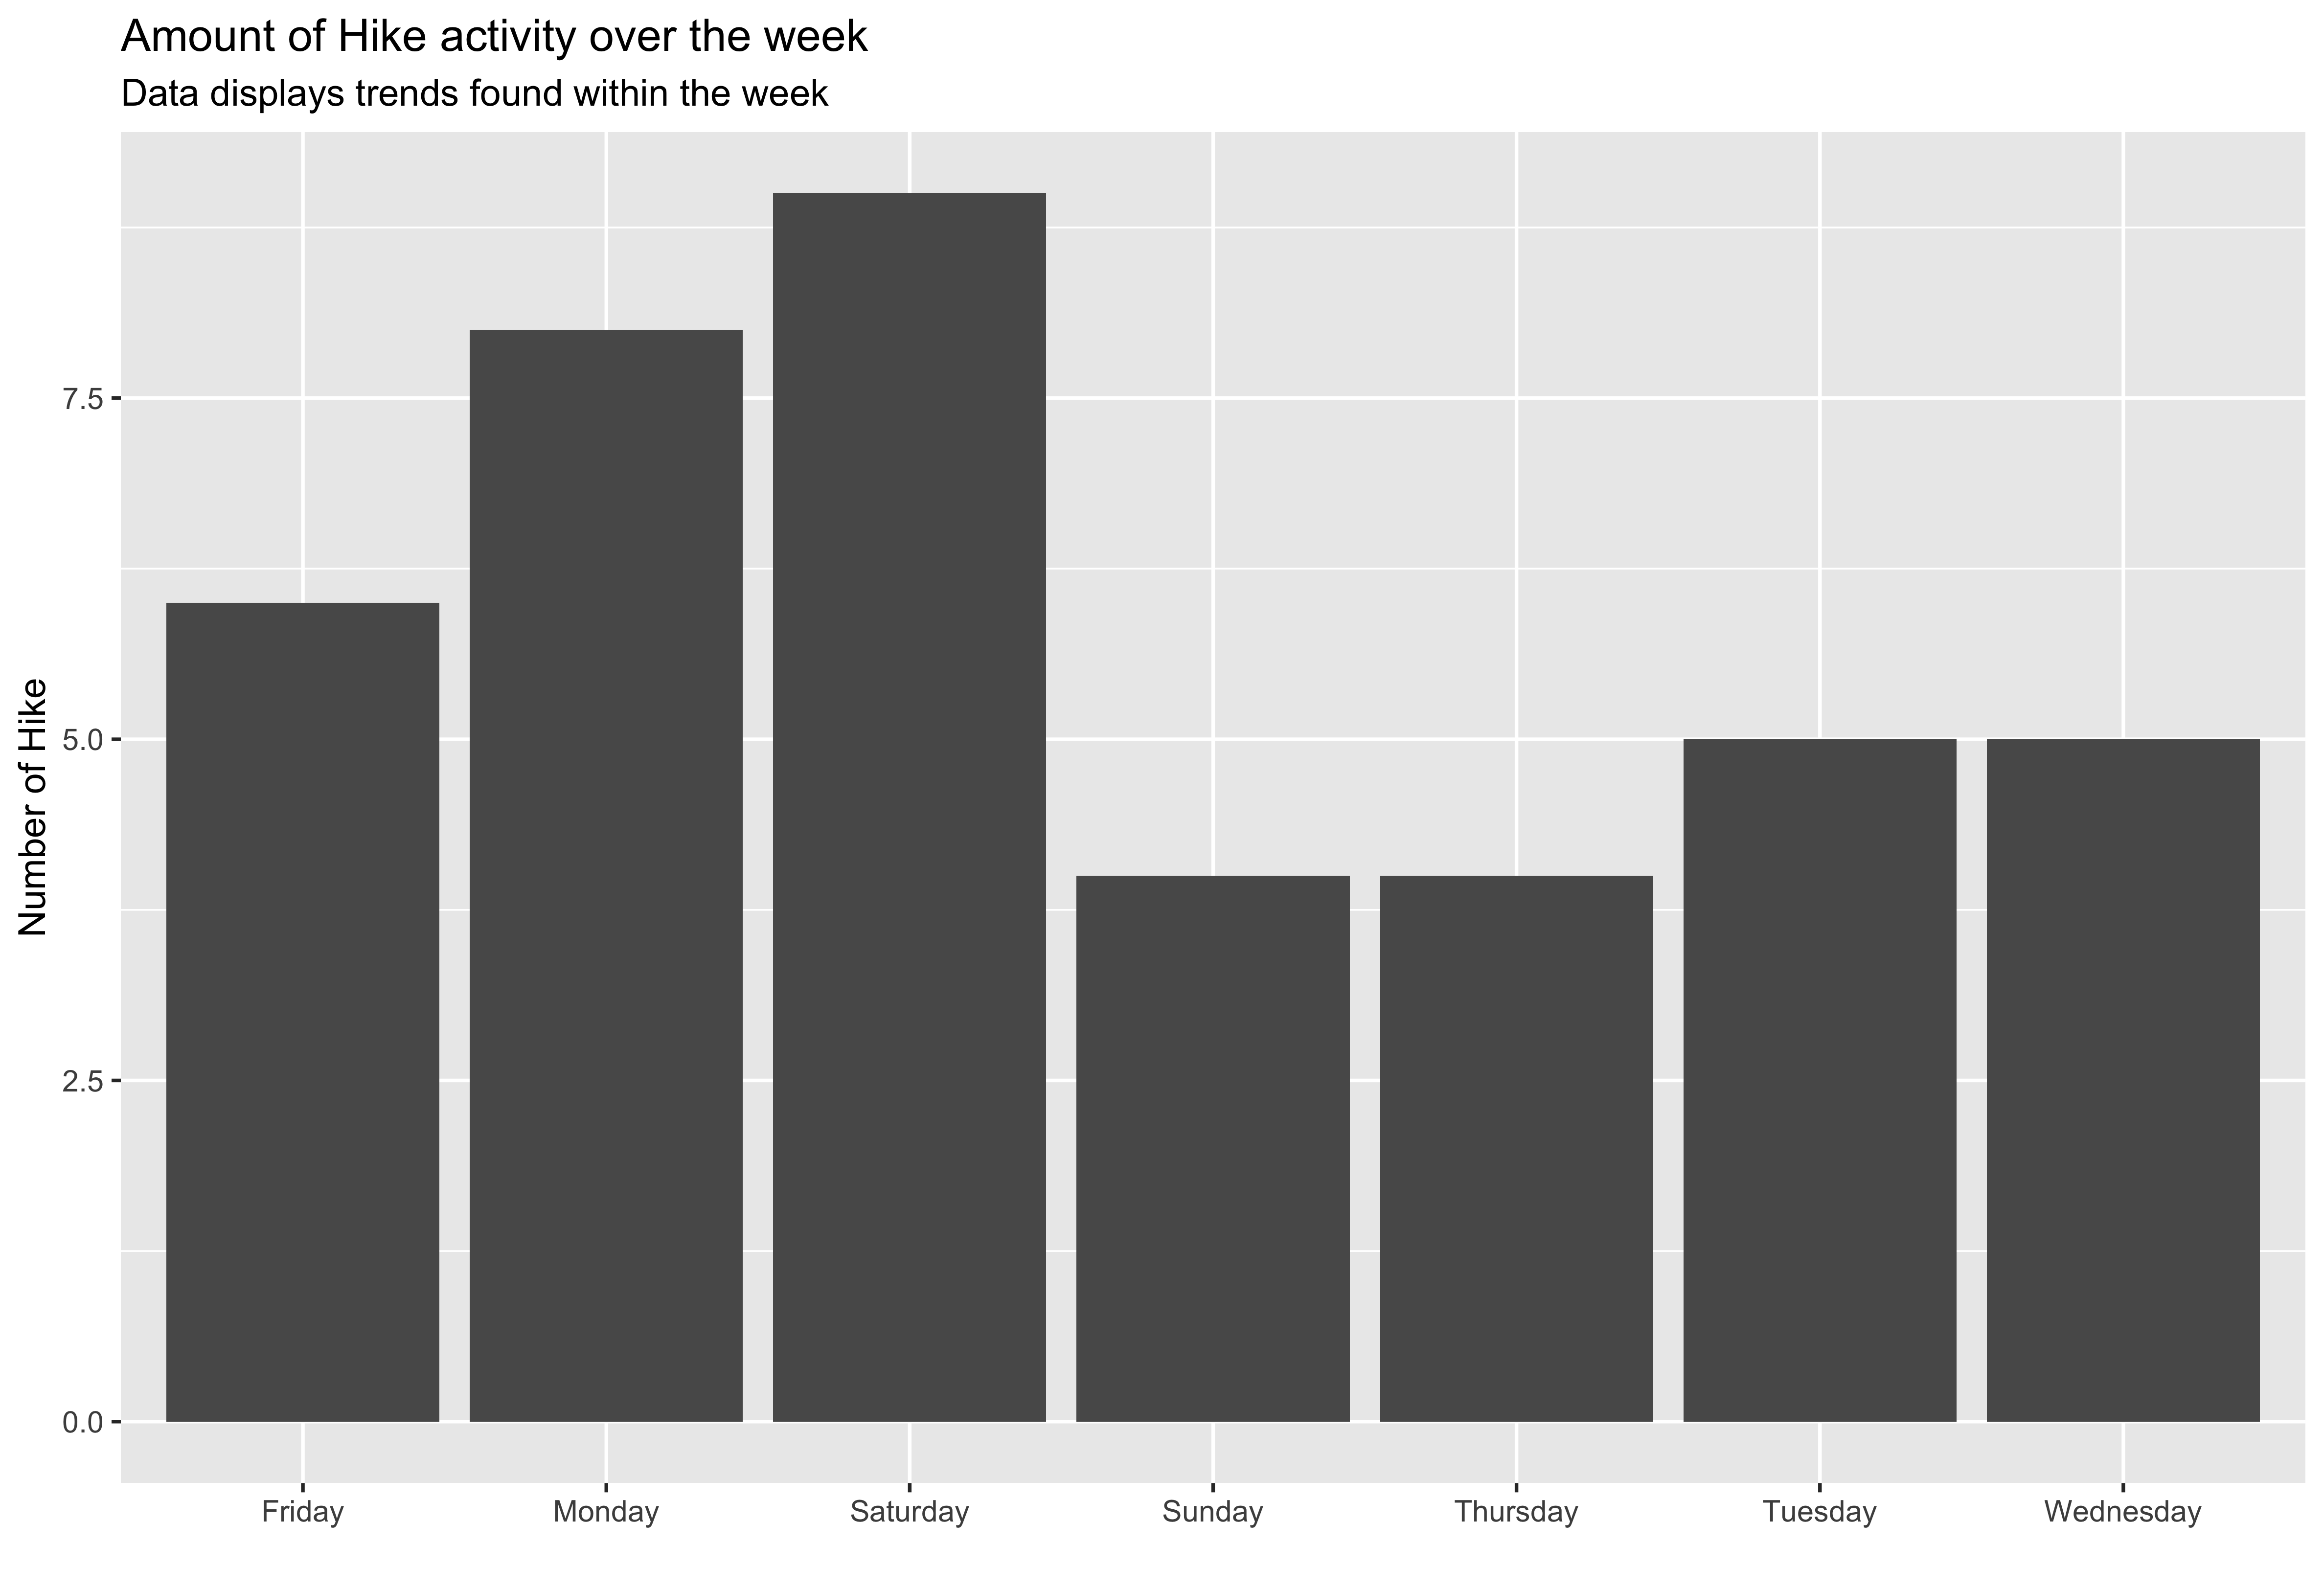 Amount of Hike activity over the week
Data displays trends found within the week
Number of Hike
7.5
5.0
2.5
0.0
Friday Monday Saturday Sunday Thursday Tuesday Wednesday